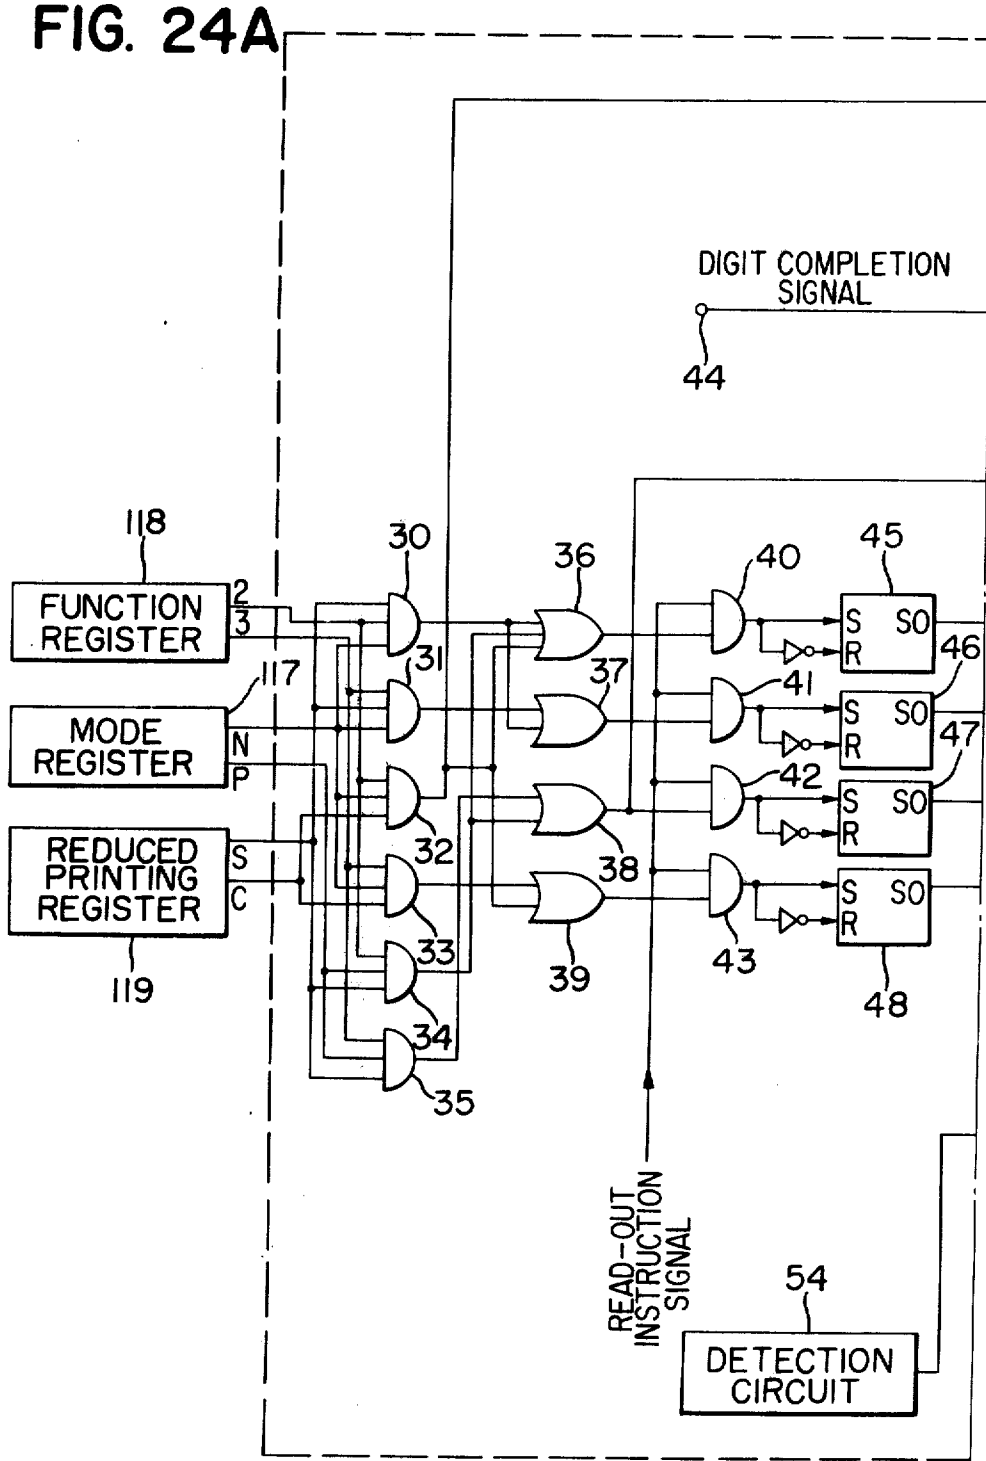 FIG. 24A
DIGIT COMPLETION
SIGNAL
44
118
FUNCTION
REGISTER
2
3
117
MODE
REGISTER
N
P
REDUCED
PRINTING
REGISTER
S
C
119
30
31
32
33
34
35
36
37
38
39
40
41
42
43
45
S SO
R
46
S SO
R
47
S SO
R
S SO
R
48
READ-OUT
INSTRUCTION
SIGNAL
54
DETECTION
CIRCUIT